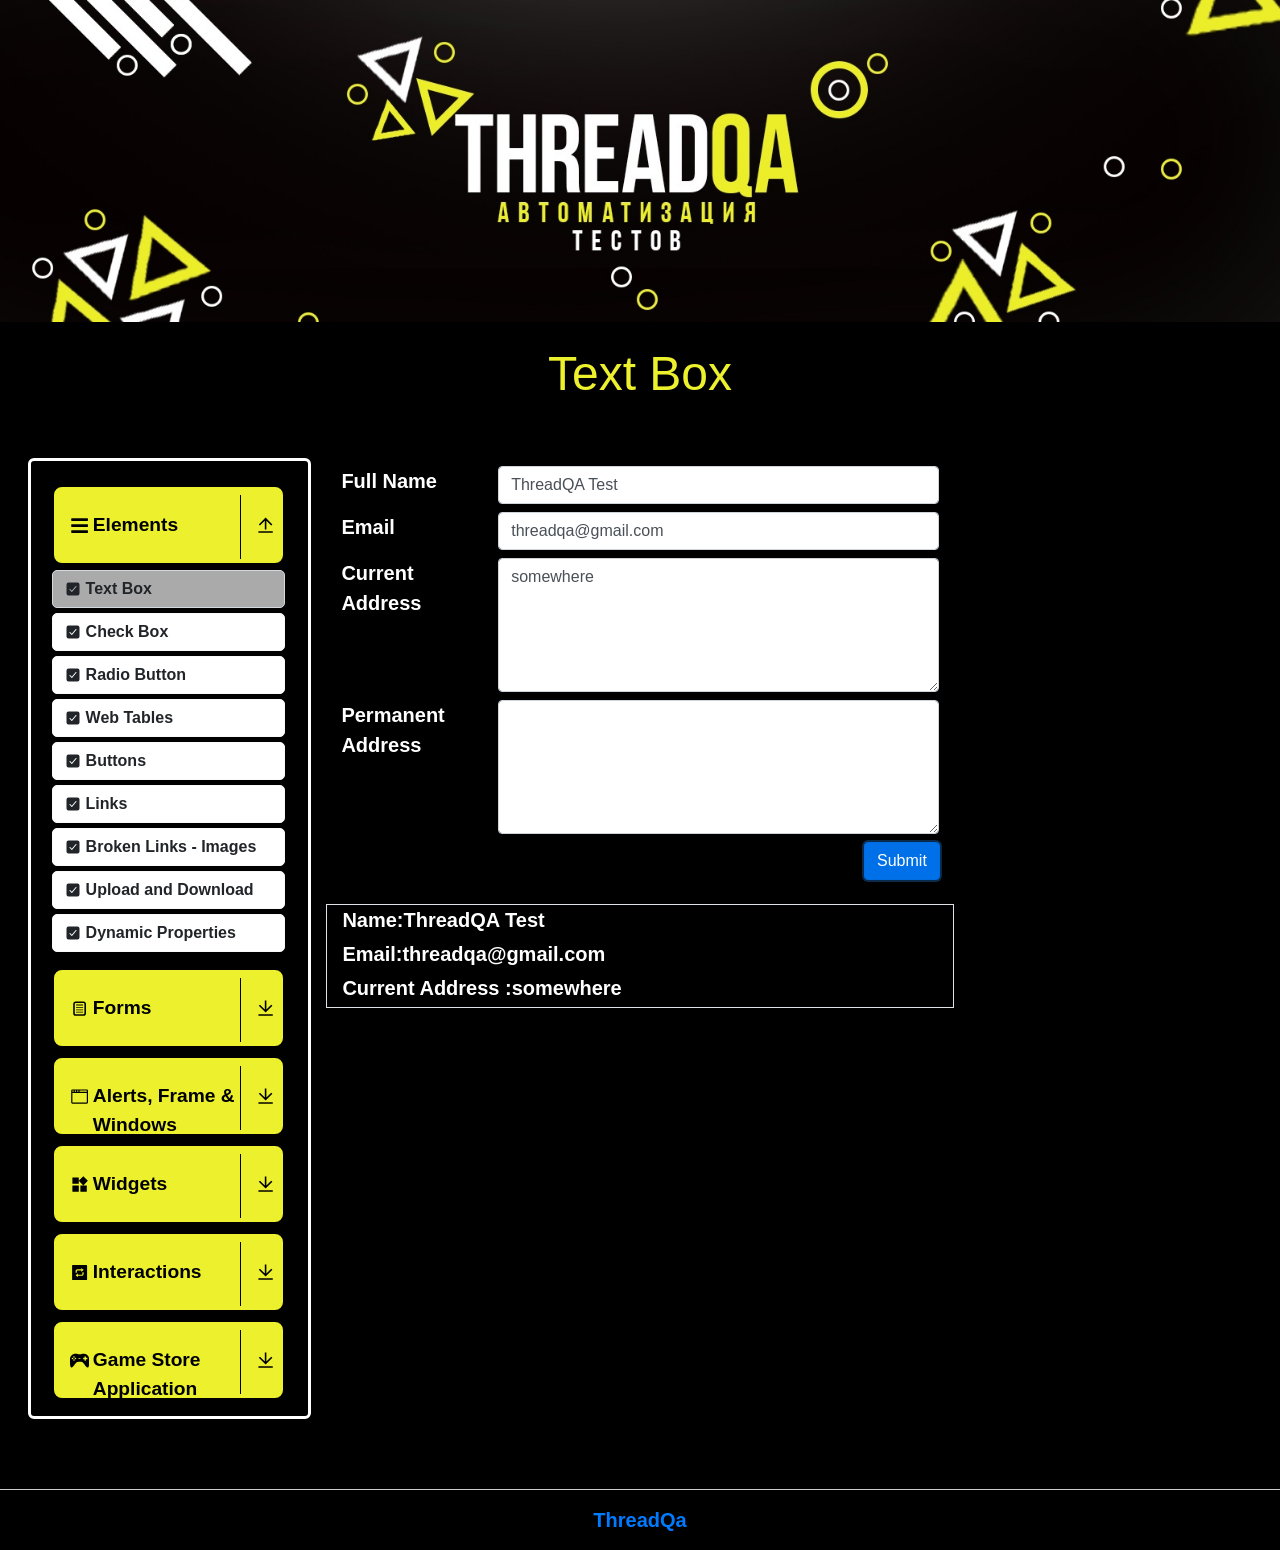 THREADQA
АВТОМАТИЗАЦИЯ
ТЕСТОВ
Text Box
Elements
Text Box
Check Box
Radio Button
Web Tables
Buttons
Links
Broken Links - Images
Upload and Download
Dynamic Properties
Forms
Alerts, Frame &
Windows
Widgets
Interactions
Game Store
Application
Full Name
ThreadQA Test
Email
threadqa@gmail.com
Current
Address
somewhere
Permanent
Address
Submit
Name:ThreadQA Test
Email:threadqa@gmail.com
Current Address :somewhere
ThreadQa